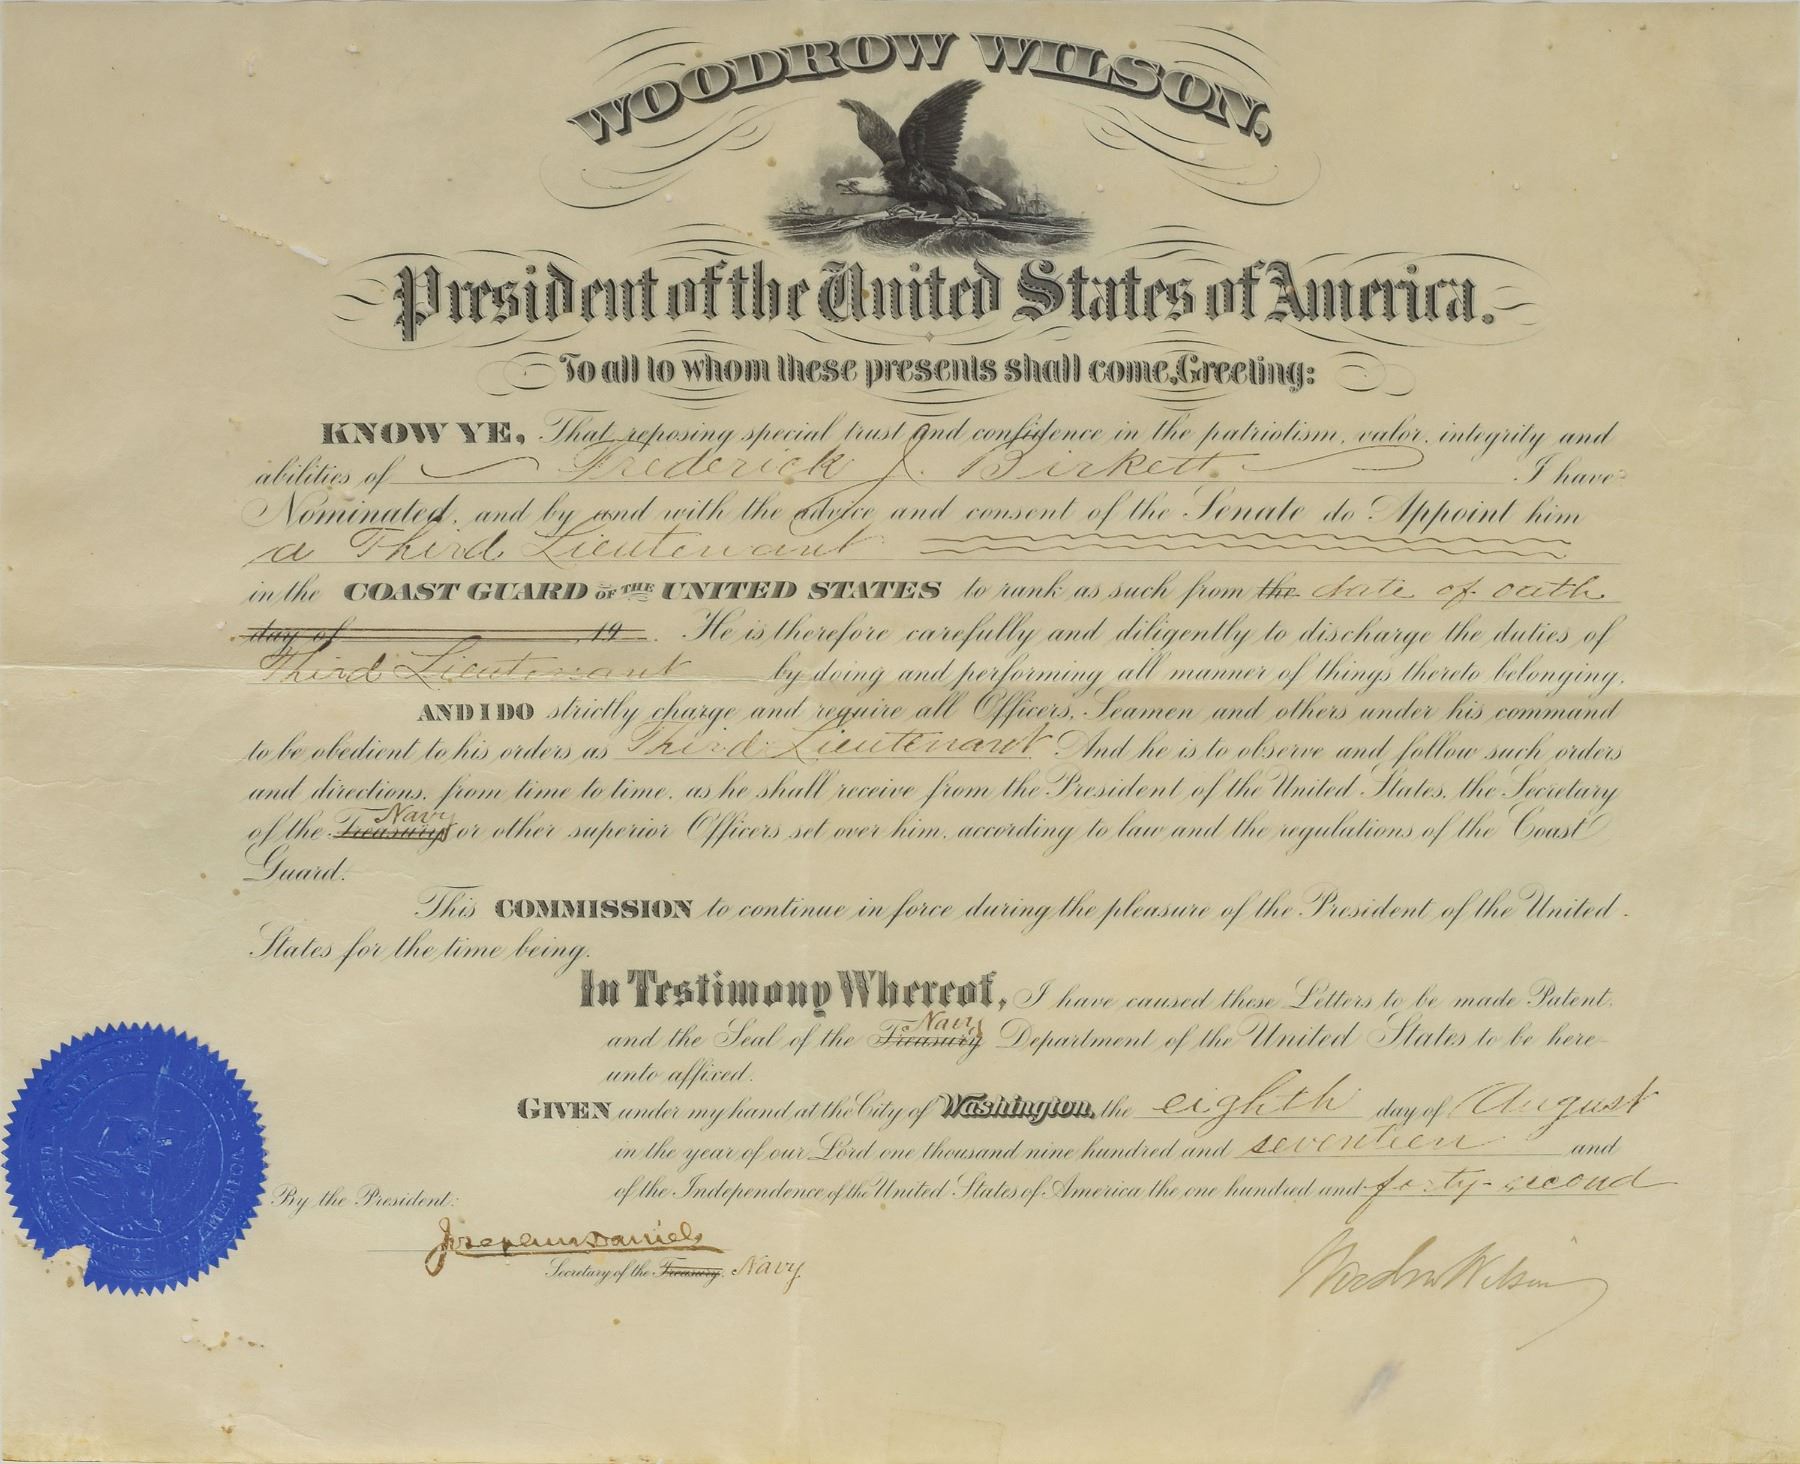 WOODROW WILSON,
President of the United States of America.
To all to whom these presents shall come, Greeting:
KNOW YE, That reposing special trust and confidence in the patriotism, valor, integrity and
abilities of Frederick J. Birkett I have
Nominated, and by and with the advice and consent of the Senate do Appoint him
a Third Lieutenant
in the COAST GUARD OF THE UNITED STATES to rank as such from the date of oath
day of , 19 . He is therefore carefully and diligently to discharge the duties of
Third Lieutenant by doing and performing all manner of things thereto belonging.
AND I DO strictly charge and require all Officers, Seamen and others under his command
to be obedient to his orders as Third Lieutenant. And he is to observe and follow such orders
and directions, from time to time, as he shall receive from the President of the United States, the Secretary
of the Treasury Navy or other superior Officers set over him, according to law and the regulations of the Coast
Guard.
This COMMISSION to continue in force during the pleasure of the President of the United
States for the time being.
In Testimony Whereof, I have caused these Letters to be made Patent,
and the Seal of the Treasury Navy Department of the United States to be here-
unto affixed.
GIVEN under my hand at the City of Washington, the eighth day of August
in the year of our Lord one thousand nine hundred and seventeen and
of the Independence of the United States of America the one hundred and forty-second
By the President:
Josephus Daniels
Secretary of the Treasury. Navy.
Woodrow Wilson
NAVY DEPARTMENT
UNITED STATES OF AMERICA